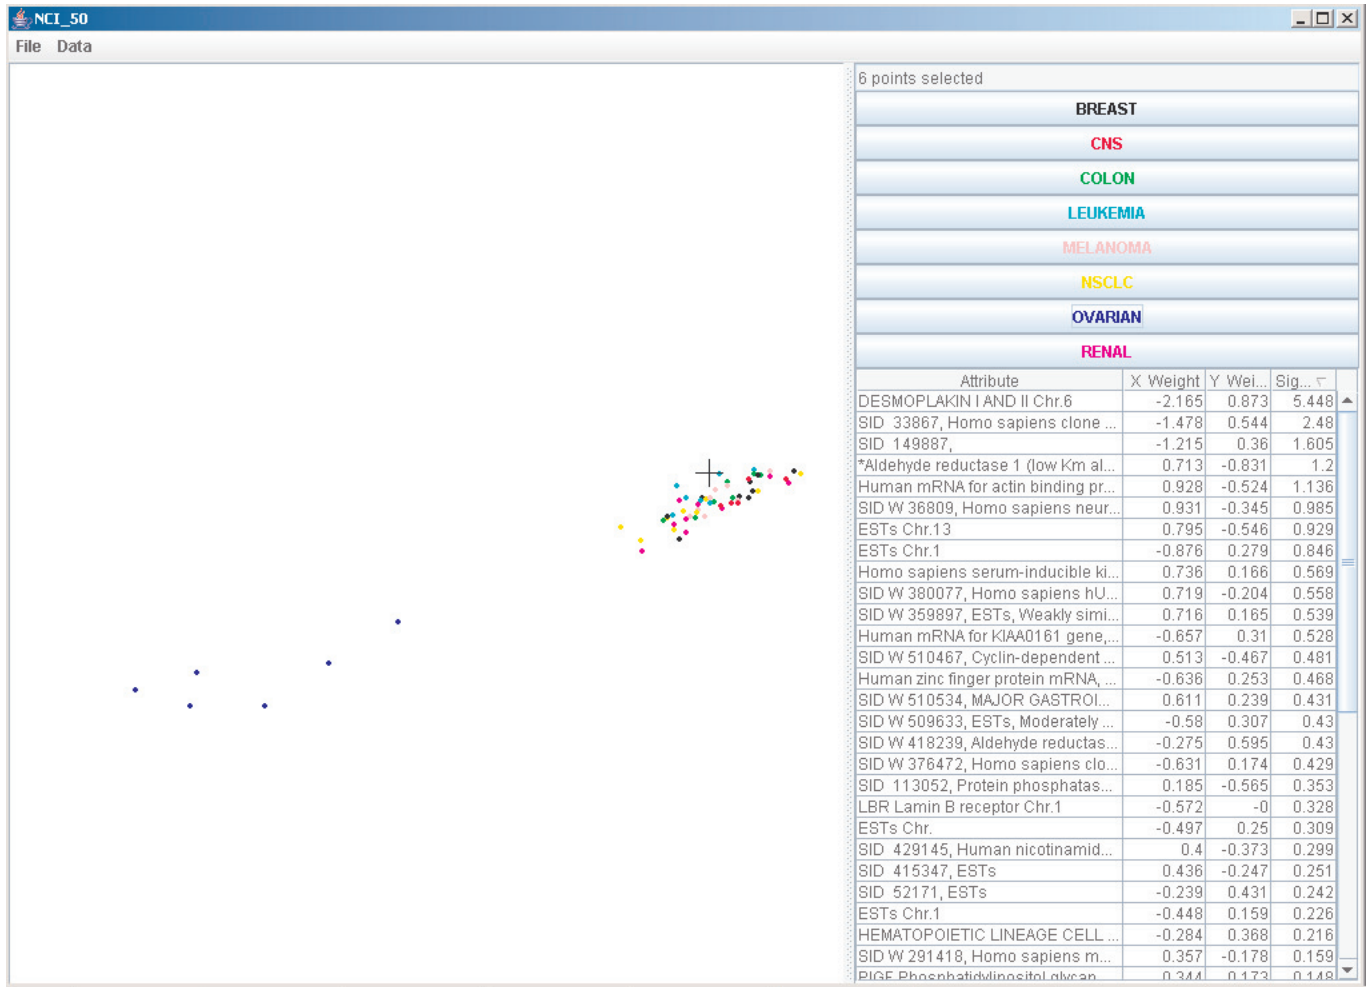 NCI_50
File Data
6 points selected
BREAST
CNS
COLON
LEUKEMIA
MELANOMA
NSCLC
OVARIAN
RENAL
Attribute X Weight Y Wei... Sig...
DESMOPLAKIN I AND II Chr.6 -2.165 0.873 5.448
SID 33867, Homo sapiens clone ... -1.478 0.544 2.48
SID 149887, -1.215 0.36 1.605
*Aldehyde reductase 1 (low Km al... 0.713 -0.831 1.2
Human mRNA for actin binding pr... 0.928 -0.524 1.136
SID W 36809, Homo sapiens neur... 0.931 -0.345 0.985
ESTs Chr.13 0.795 -0.546 0.929
ESTs Chr.1 -0.876 0.279 0.846
Homo sapiens serum-inducible ki... 0.736 0.166 0.569
SID W 380077, Homo sapiens hU... 0.719 -0.204 0.558
SID W 359897, ESTs, Weakly simi... 0.716 0.165 0.539
Human mRNA for KIAA0161 gene,... -0.657 0.31 0.528
SID W 510467, Cyclin-dependent ... 0.513 -0.467 0.481
Human zinc finger protein mRNA, ... -0.636 0.253 0.468
SID W 510534, MAJOR GASTROI... 0.611 0.239 0.431
SID W 509633, ESTs, Moderately ... -0.58 0.307 0.43
SID W 418239, Aldehyde reductas... -0.275 0.595 0.43
SID W 376472, Homo sapiens clo... -0.631 0.174 0.429
SID 113052, Protein phosphatas... 0.185 -0.565 0.353
LBR Lamin B receptor Chr.1 -0.572 -0 0.328
ESTs Chr. -0.497 0.25 0.309
SID 429145, Human nicotinamid... 0.4 -0.373 0.299
SID 415347, ESTs 0.436 -0.247 0.251
SID 52171, ESTs -0.239 0.431 0.242
ESTs Chr.1 -0.448 0.159 0.226
HEMATOPOIETIC LINEAGE CELL ... -0.284 0.368 0.216
SID W 291418, Homo sapiens m... 0.357 -0.178 0.159
PIGF Phosphatidylinositol glycan 0.344 0.173 0.148